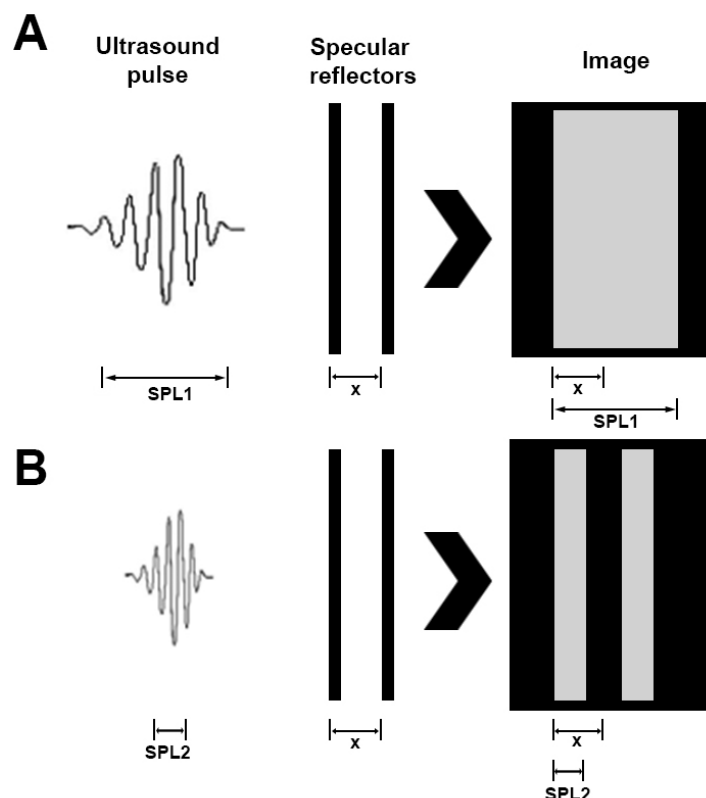 A
Ultrasound
pulse
Specular
reflectors
Image
SPL1
x
x
SPL1
B
SPL2
x
x
SPL2